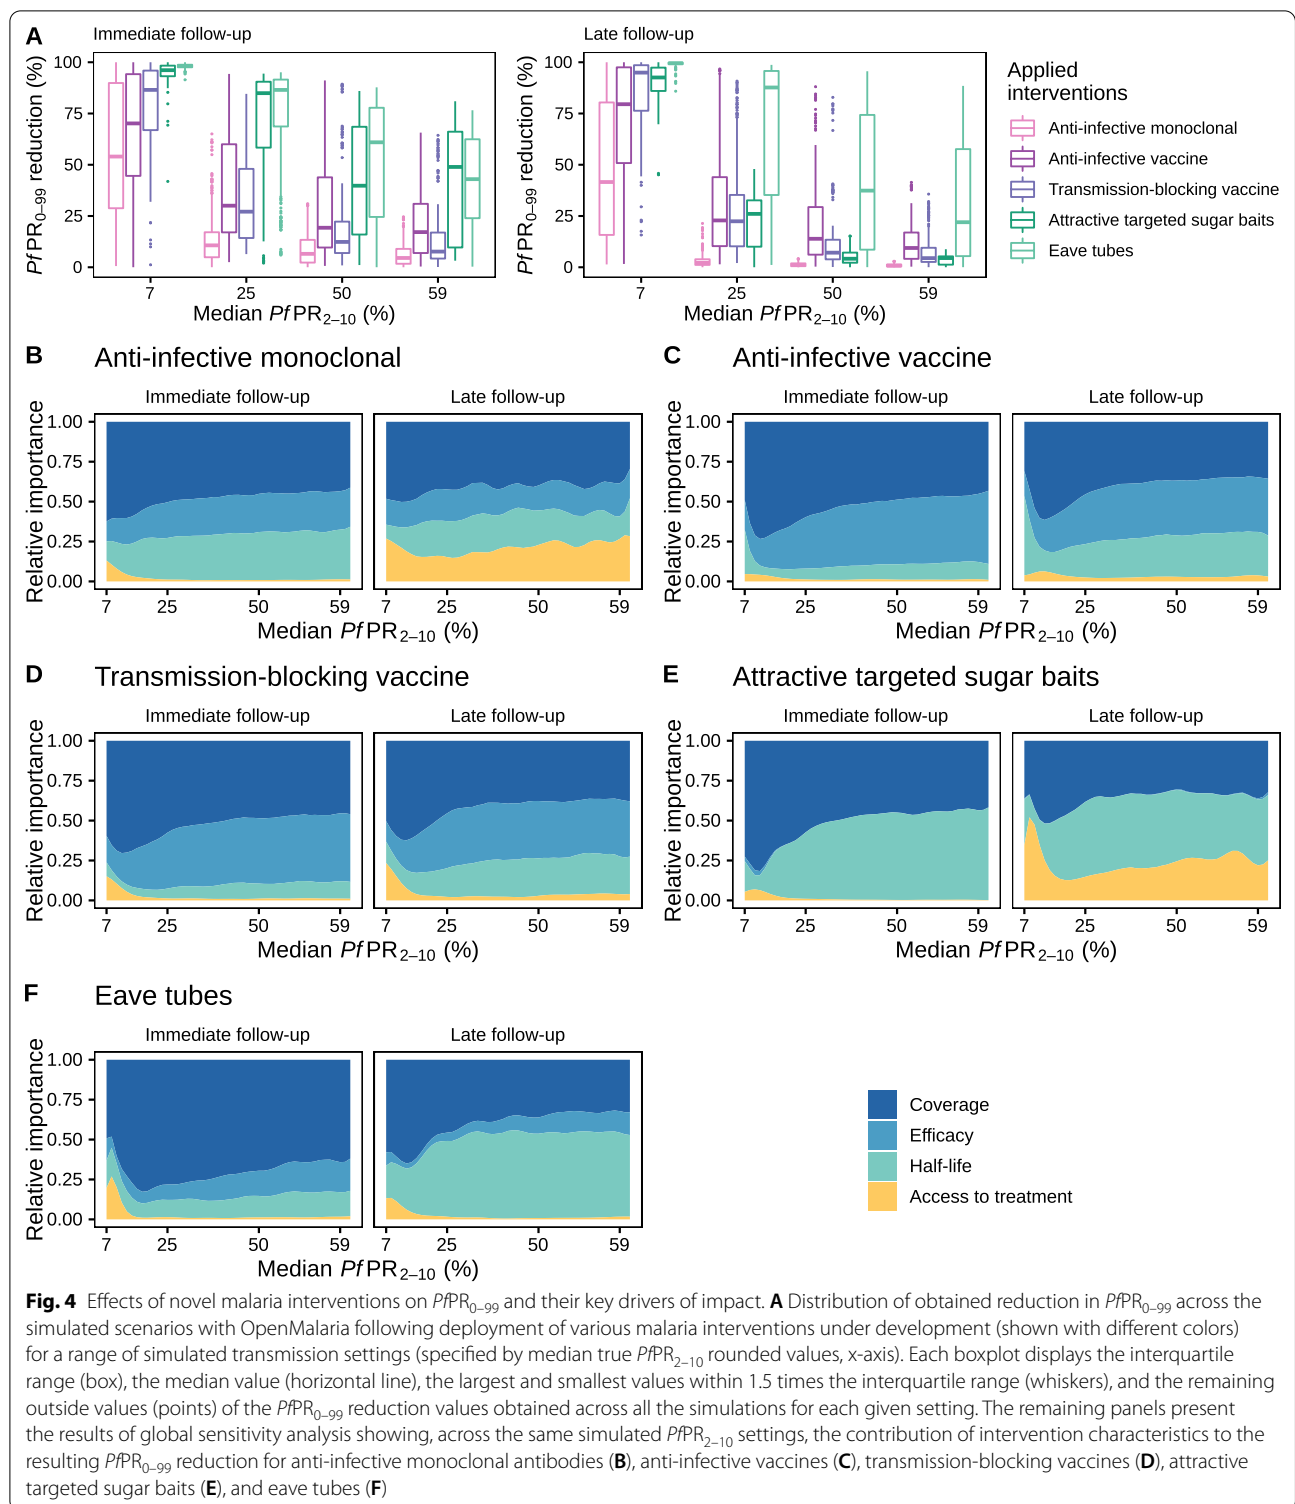 A
Immediate follow-up
Late follow-up
PfPR0–99 reduction (%)
100
75
50
25
0
7
25
50
59
Median PfPR2–10 (%)
PfPR0–99 reduction (%)
100
75
50
25
0
7
25
50
59
Median PfPR2–10 (%)
Applied
interventions
Anti-infective monoclonal
Anti-infective vaccine
Transmission-blocking vaccine
Attractive targeted sugar baits
Eave tubes
B Anti-infective monoclonal
Immediate follow-up
Late follow-up
Relative importance
1.00
0.75
0.50
0.25
0.00
7
25
50
59
7
25
50
59
Median PfPR2–10 (%)
C Anti-infective vaccine
Immediate follow-up
Late follow-up
Relative importance
1.00
0.75
0.50
0.25
0.00
7
25
50
59
7
25
50
59
Median PfPR2–10 (%)
D Transmission-blocking vaccine
Immediate follow-up
Late follow-up
Relative importance
1.00
0.75
0.50
0.25
0.00
7
25
50
59
7
25
50
59
Median PfPR2–10 (%)
E Attractive targeted sugar baits
Immediate follow-up
Late follow-up
Relative importance
1.00
0.75
0.50
0.25
0.00
7
25
50
59
7
25
50
59
Median PfPR2–10 (%)
F Eave tubes
Immediate follow-up
Late follow-up
Relative importance
1.00
0.75
0.50
0.25
0.00
7
25
50
59
7
25
50
59
Median PfPR2–10 (%)
Coverage
Efficacy
Half-life
Access to treatment
Fig. 4 Effects of novel malaria interventions on PfPR0–99 and their key drivers of impact. A Distribution of obtained reduction in PfPR0–99 across the
simulated scenarios with OpenMalaria following deployment of various malaria interventions under development (shown with different colors)
for a range of simulated transmission settings (specified by median true PfPR2–10 rounded values, x-axis). Each boxplot displays the interquartile
range (box), the median value (horizontal line), the largest and smallest values within 1.5 times the interquartile range (whiskers), and the remaining
outside values (points) of the PfPR0–99 reduction values obtained across all the simulations for each given setting. The remaining panels present
the results of global sensitivity analysis showing, across the same simulated PfPR2–10 settings, the contribution of intervention characteristics to the
resulting PfPR0–99 reduction for anti-infective monoclonal antibodies (B), anti-infective vaccines (C), transmission-blocking vaccines (D), attractive
targeted sugar baits (E), and eave tubes (F)